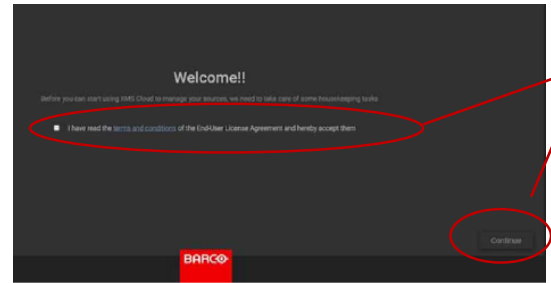 Welcome!!
Before you can start using XMS Cloud to manage your sources, we need to take care of some housekeeping tasks
I have read the terms and conditions of the End-User License Agreement and hereby accept them
Continue
BARCO